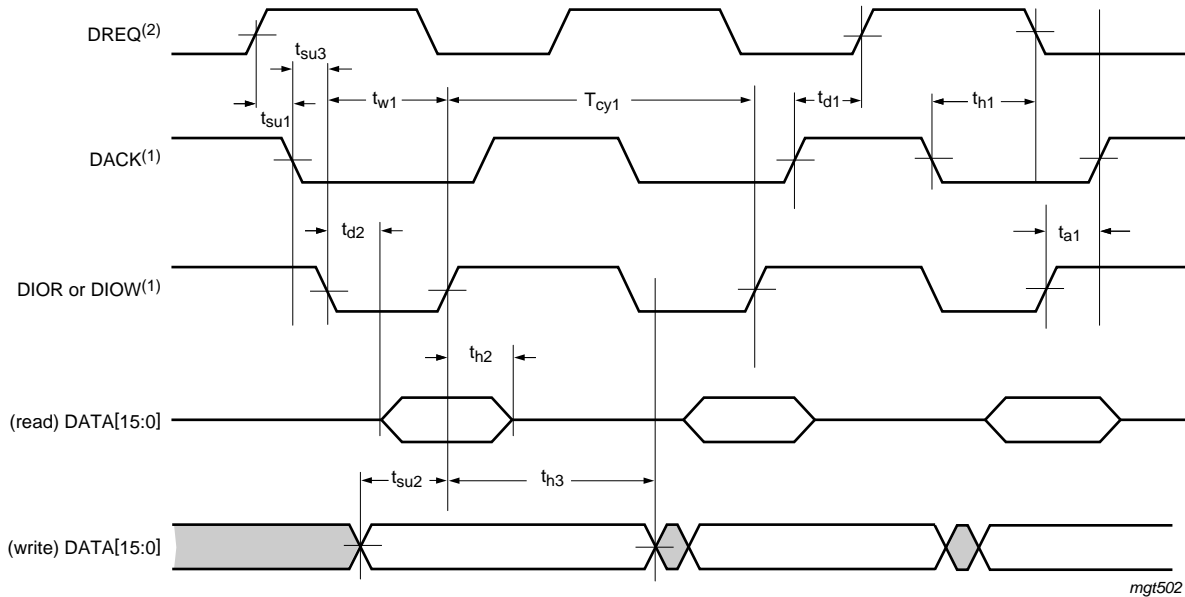 DREQ(2)
tsu3
tw1
Tcy1
td1
th1
tsu1
DACK(1)
td2
ta1
DIOR or DIOW(1)
th2
(read) DATA[15:0]
tsu2
th3
(write) DATA[15:0]
mgt502